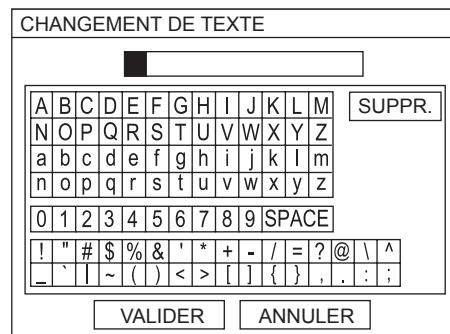 CHANGEMENT DE TEXTE
A B C D E F G H I J K L M SUPPR.
N O P Q R S T U V W X Y Z
a b c d e f g h i j k l m
n o p q r s t u v w x y z
0 1 2 3 4 5 6 7 8 9 SPACE
! " # $ % & ' * + - / = ? @ \ ^
_ ` | ~ ( ) < > [ ] { } , . : ;
VALIDER ANNULER